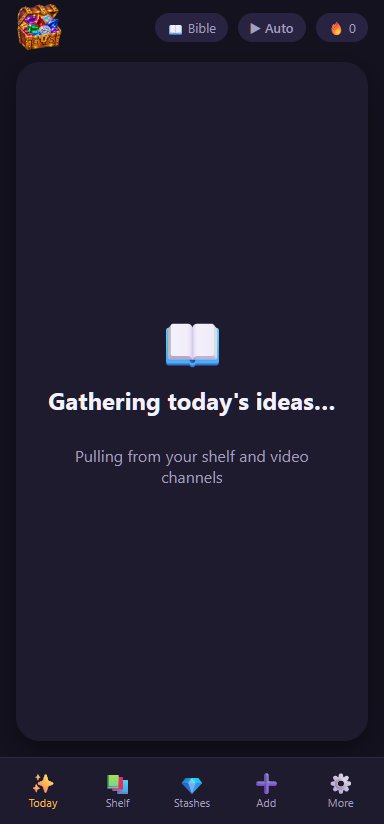 Bible
Auto
0
Gathering today's ideas...
Pulling from your shelf and video
channels
Today
Shelf
Stashes
Add
More